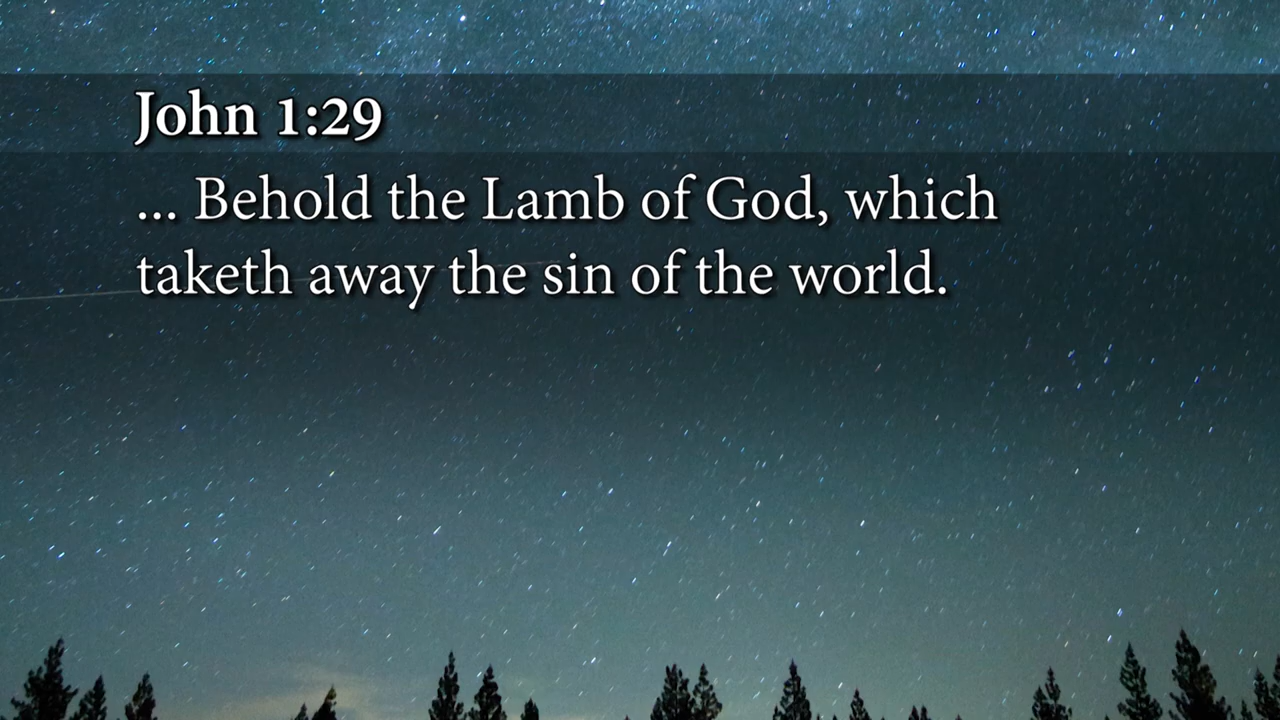 John 1:29
... Behold the Lamb of God, which
taketh away the sin of the world.